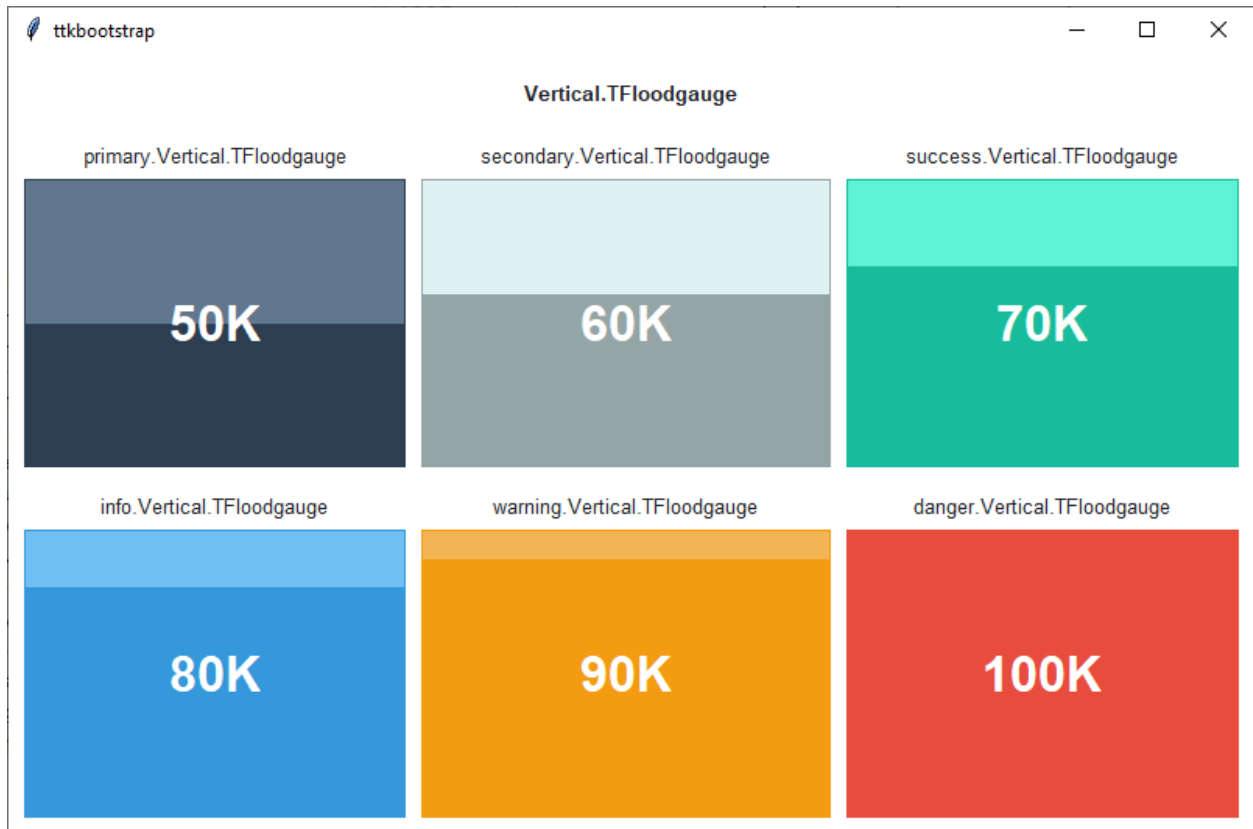 ttkbootstrap
Vertical.TFloodgauge
primary.Vertical.TFloodgauge
secondary.Vertical.TFloodgauge
success.Vertical.TFloodgauge
50K
60K
70K
info.Vertical.TFloodgauge
warning.Vertical.TFloodgauge
danger.Vertical.TFloodgauge
80K
90K
100K